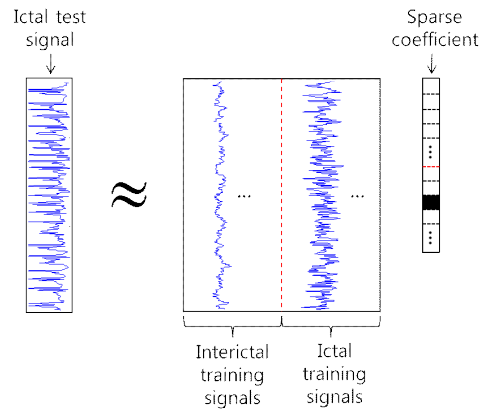 Ictal test
signal
Sparse
coefficient
≈
...
...
Interictal
training
signals
Ictal
training
signals